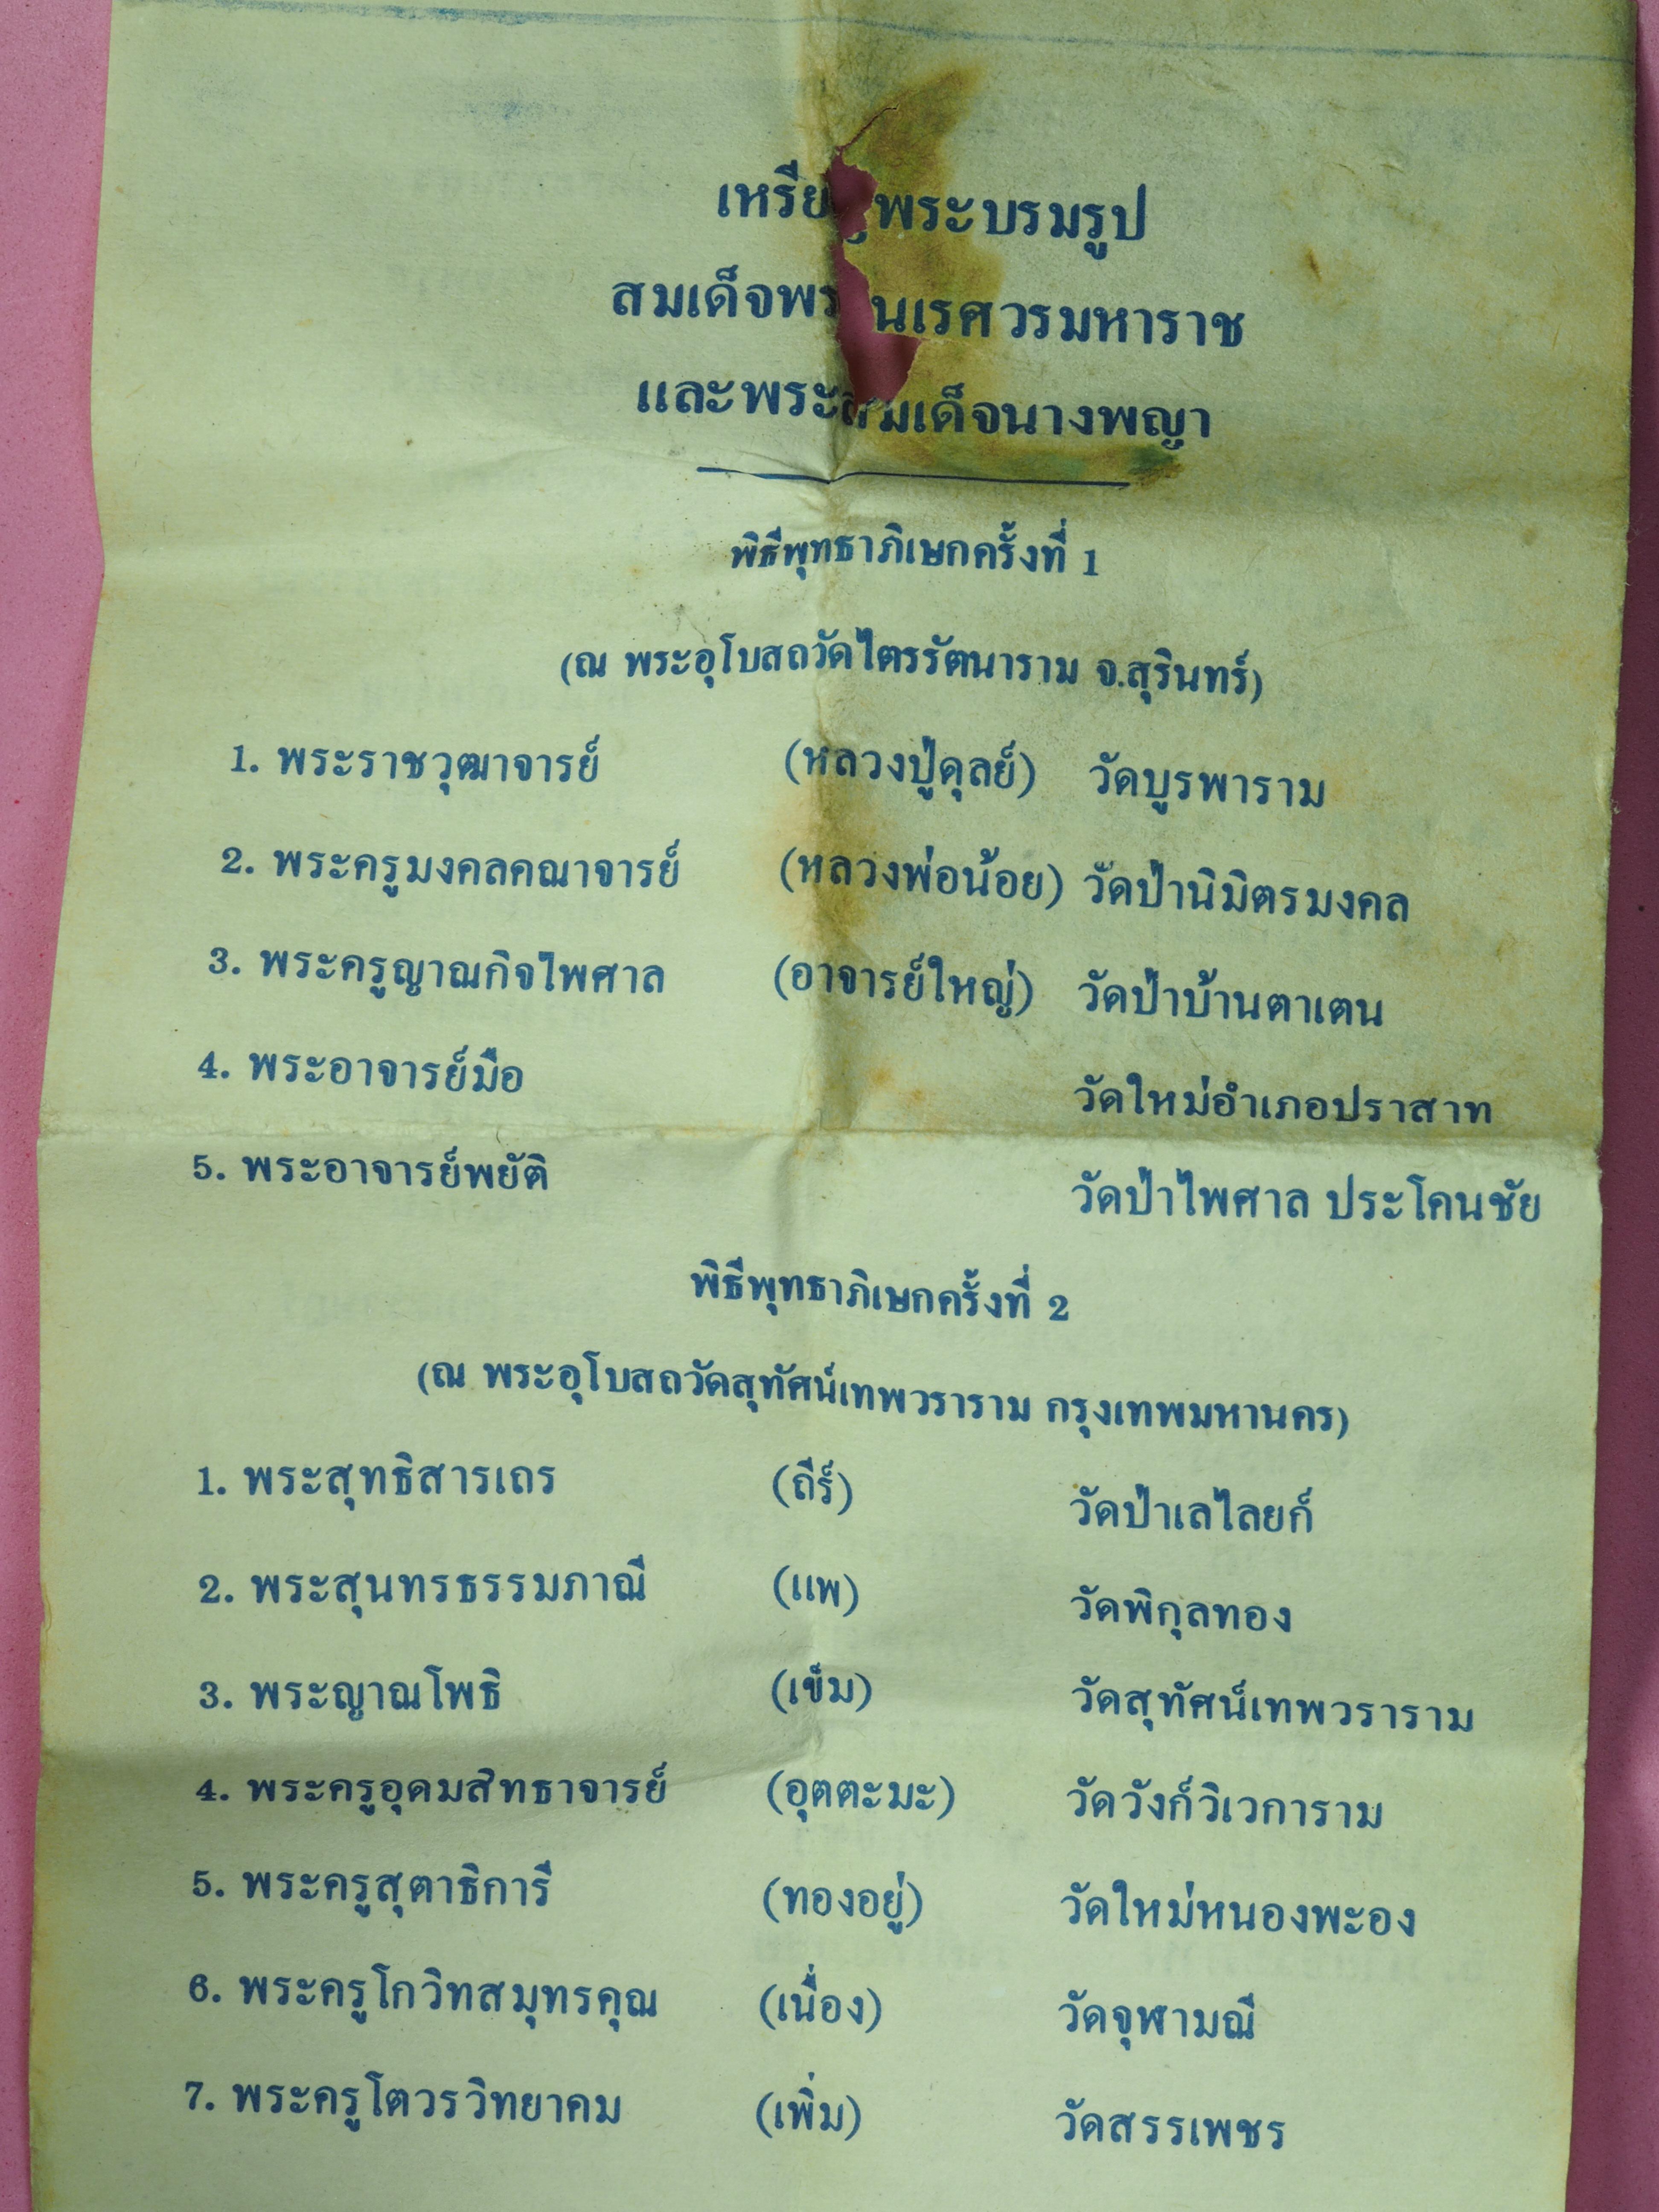 เหรียญพระบรมรูป
สมเด็จพระนเรศวรมหาราช
และพระสมเด็จนางพญา
พิธีพุทธาภิเษกครั้งที่ 1
(ณ พระอุโบสถวัดไตรรัตนาราม จ.สุรินทร์)
1. พระราชวุฒาจารย์ (หลวงปู่ดุลย์) วัดบูรพาราม
2. พระครูมงคลคณาจารย์ (หลวงพ่อน้อย) วัดป่านิมิตรมงคล
3. พระครูญาณกิจไพศาล (อาจารย์ใหญ่) วัดป่าบ้านตาเตน
4. พระอาจารย์มือ วัดใหม่อำเภอปราสาท
5. พระอาจารย์พยัติ วัดป่าไพศาล ประโคนชัย
พิธีพุทธาภิเษกครั้งที่ 2
(ณ พระอุโบสถวัดสุทัศน์เทพวราราม กรุงเทพมหานคร)
1. พระสุทธิสารเถร (ถีร์) วัดป่าเลไลยก์
2. พระสุนทรธรรมภาณี (แพ) วัดพิกุลทอง
3. พระญาณโพธิ (เข็ม) วัดสุทัศน์เทพวราราม
4. พระครูอุดมสิทธาจารย์ (อุตตะมะ) วัดวังก์วิเวการาม
5. พระครูสุตาธิการี (ทองอยู่) วัดใหม่หนองพะอง
6. พระครูโกวิทสมุทรคุณ (เนื่อง) วัดจุฬามณี
7. พระครูโตวรวิทยาคม (เพิ่ม) วัดสรรเพชร